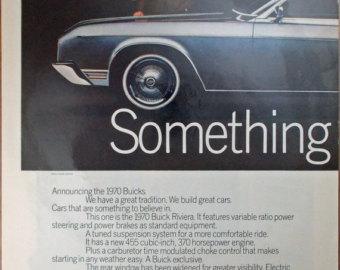 Something
Announcing the 1970 Buicks.
We have a great tradition. We build great cars.
Cars that are something to believe in.
This one is the 1970 Buick Riviera. It features variable ratio power
steering and power brakes as standard equipment.
A tuned suspension system for a more comfortable ride.
It has a new 455 cubic-inch, 370 horsepower engine.
Plus a carburetor time modulated choke control that makes
starting in any weather easy. A Buick exclusive.
The rear window has been widened for greater visibility. Electric